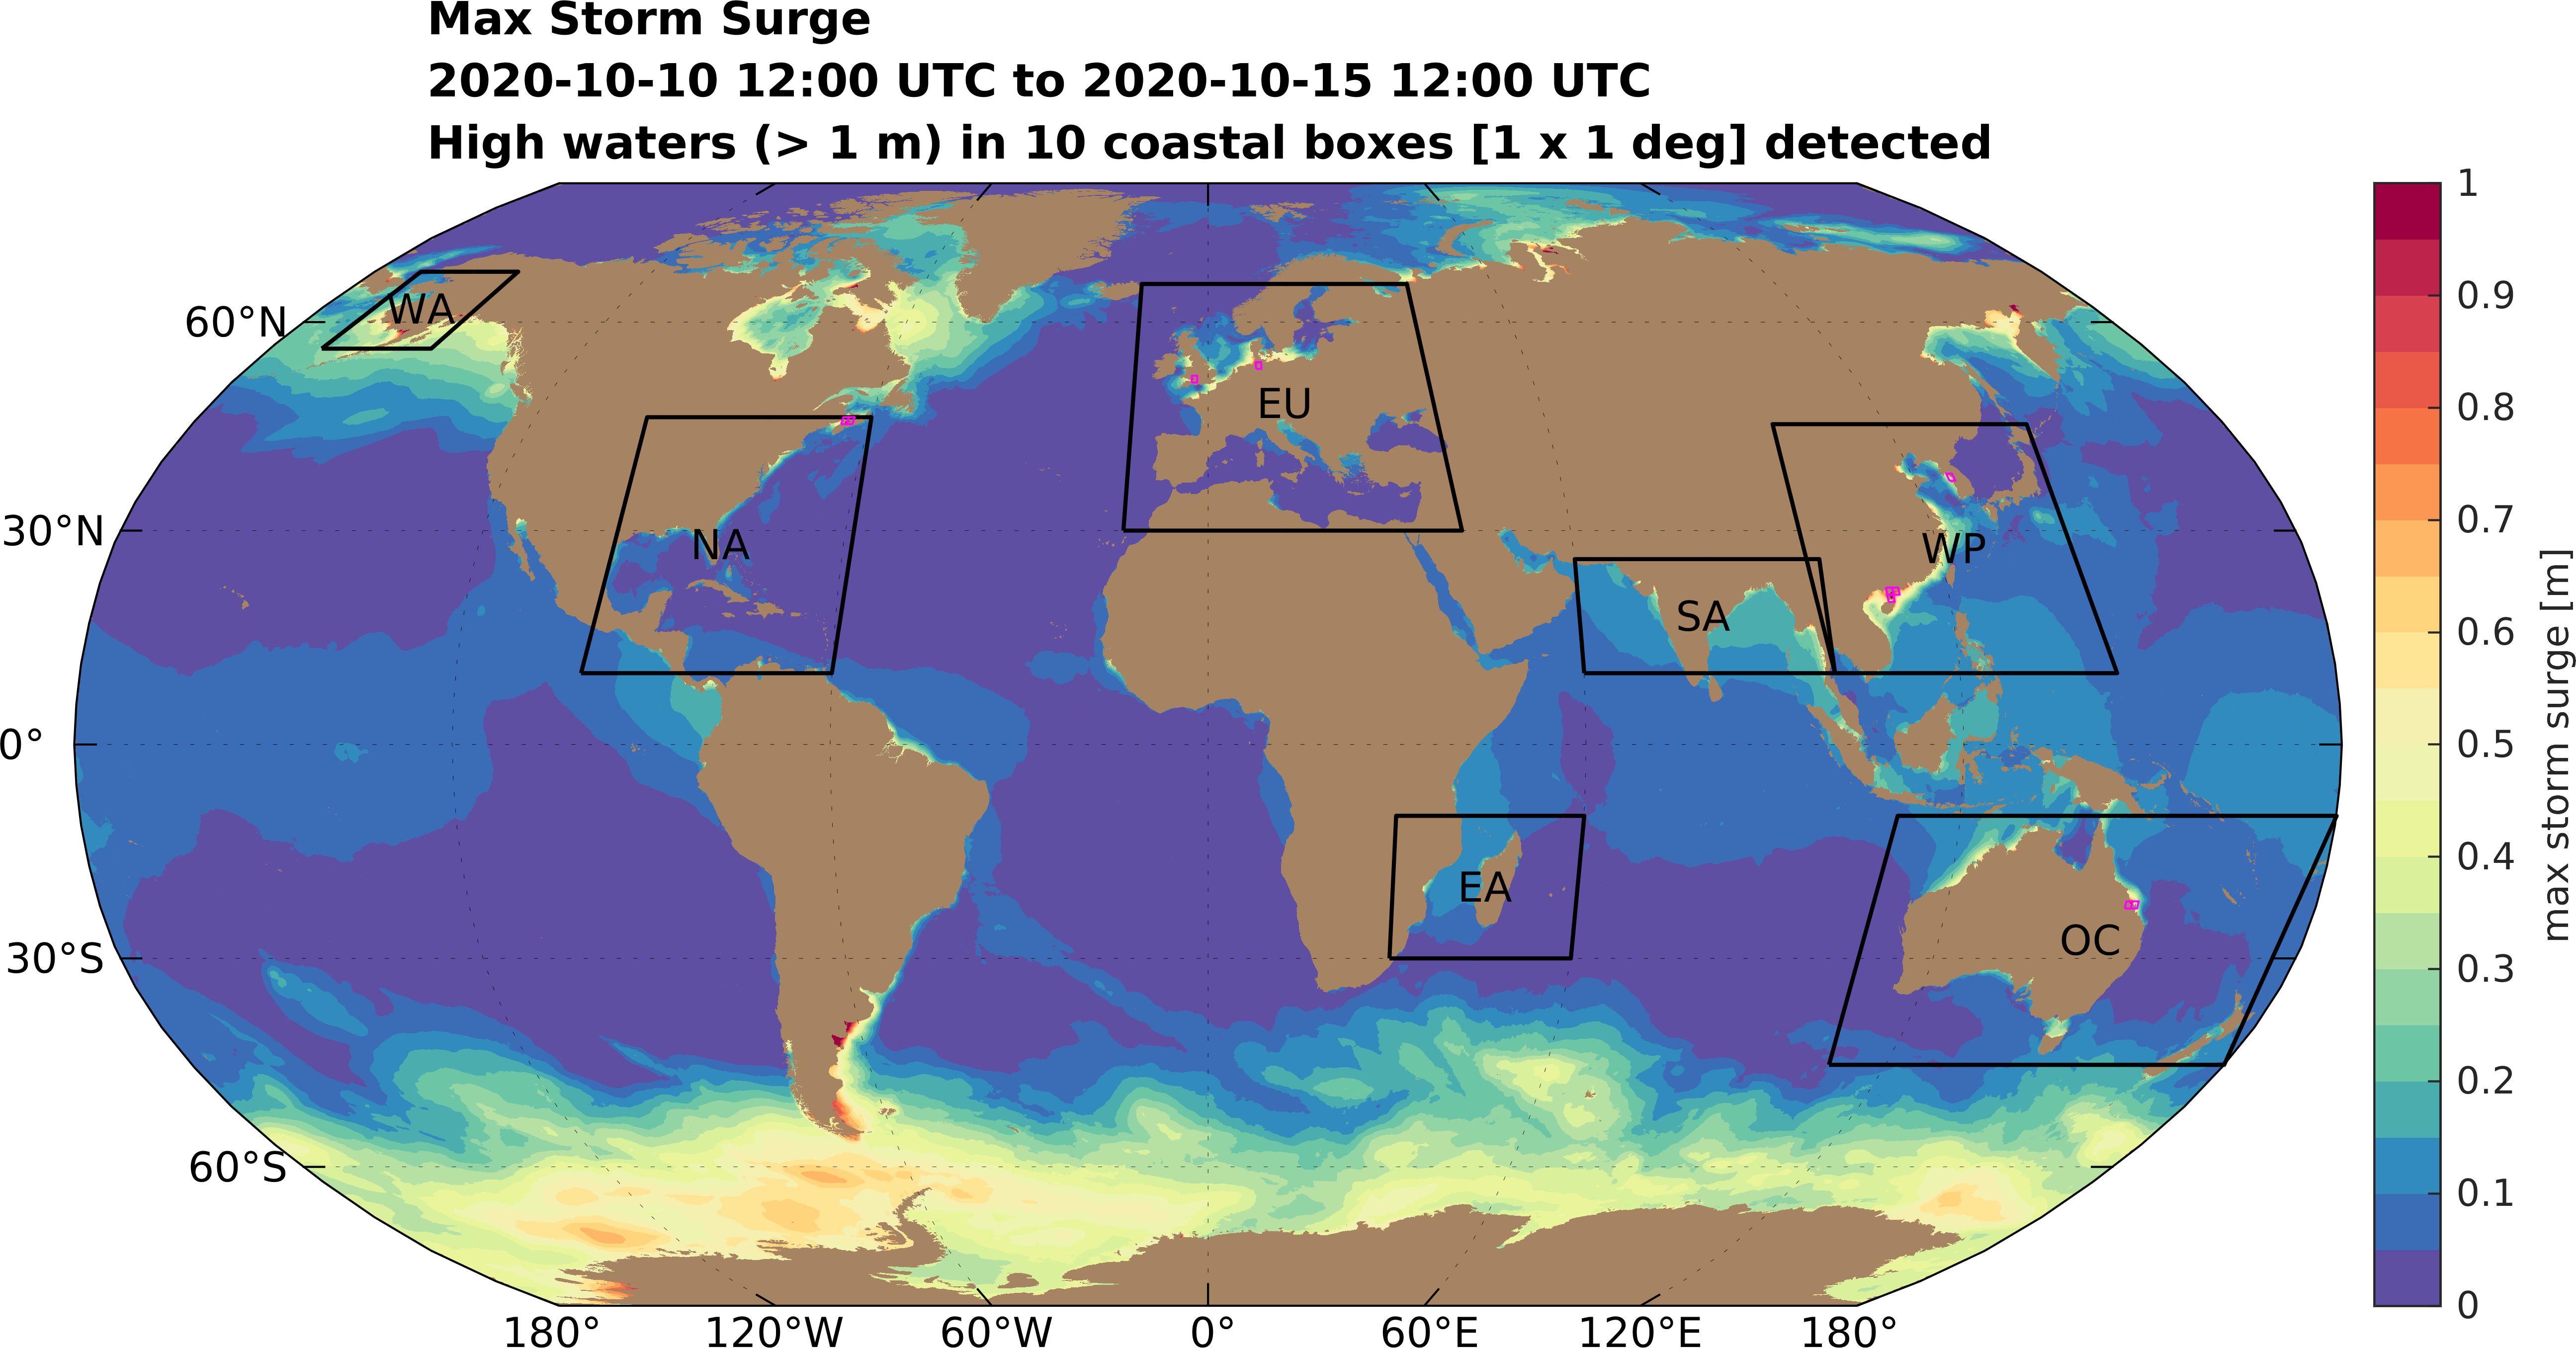 Max Storm Surge
2020-10-10 12:00 UTC to 2020-10-15 12:00 UTC
High waters (> 1 m) in 10 coastal boxes [1 x 1 deg] detected
60°N
30°N
0°
30°S
60°S
WA
NA
EU
SA
WP
EA
OC
180°
120°W
60°W
0°
60°E
120°E
180°
1
0.9
0.8
0.7
0.6
0.5
0.4
0.3
0.2
0.1
0
max storm surge [m]